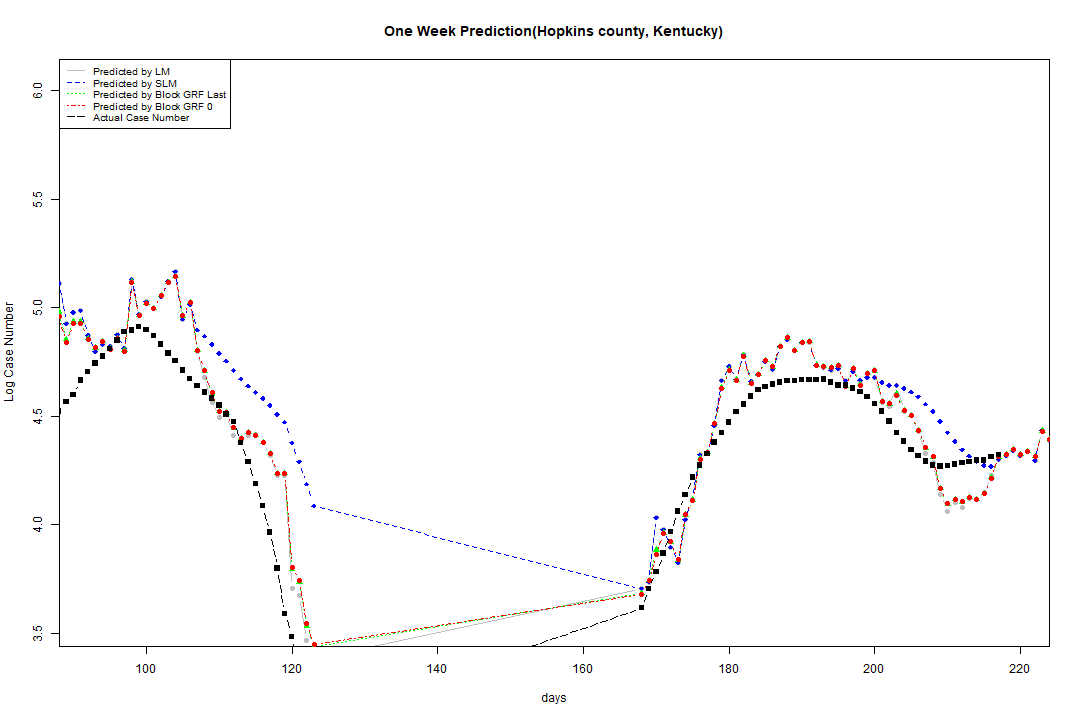 One Week Prediction(Hopkins county, Kentucky)
Predicted by LM
Predicted by SLM
Predicted by Block GRF Last
Predicted by Block GRF 0
Actual Case Number
Log Case Number
6.0
5.5
5.0
4.5
4.0
3.5
100 120 140 160 180 200 220
days